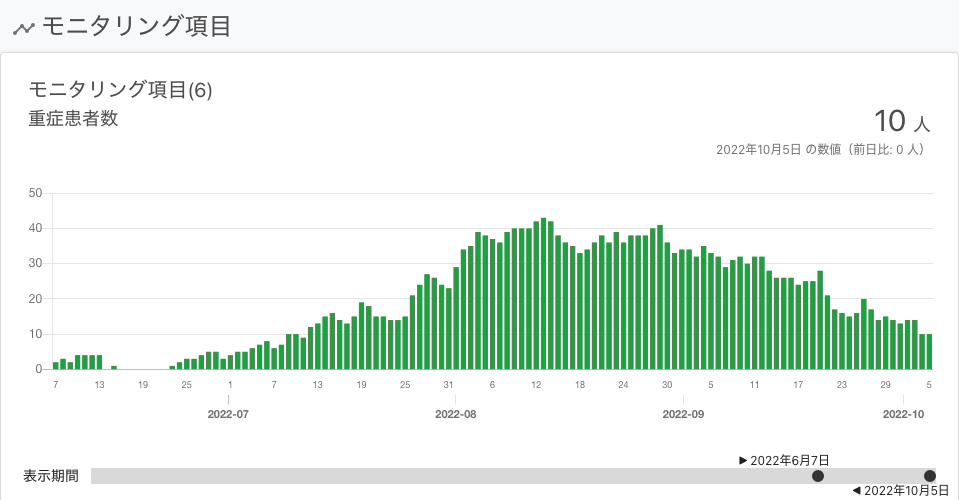 モニタリング項目
モニタリング項目(6)
重症患者数
10 人
2022年10月5日 の数値（前日比: 0 人）
50
40
30
20
10
0
7 13 19 25 1 7 13 19 25 31 6 12 18 24 30 5 11 17 23 29 5
2022-07 2022-08 2022-09 2022-10
▶ 2022年6月7日
表示期間
◀ 2022年10月5日